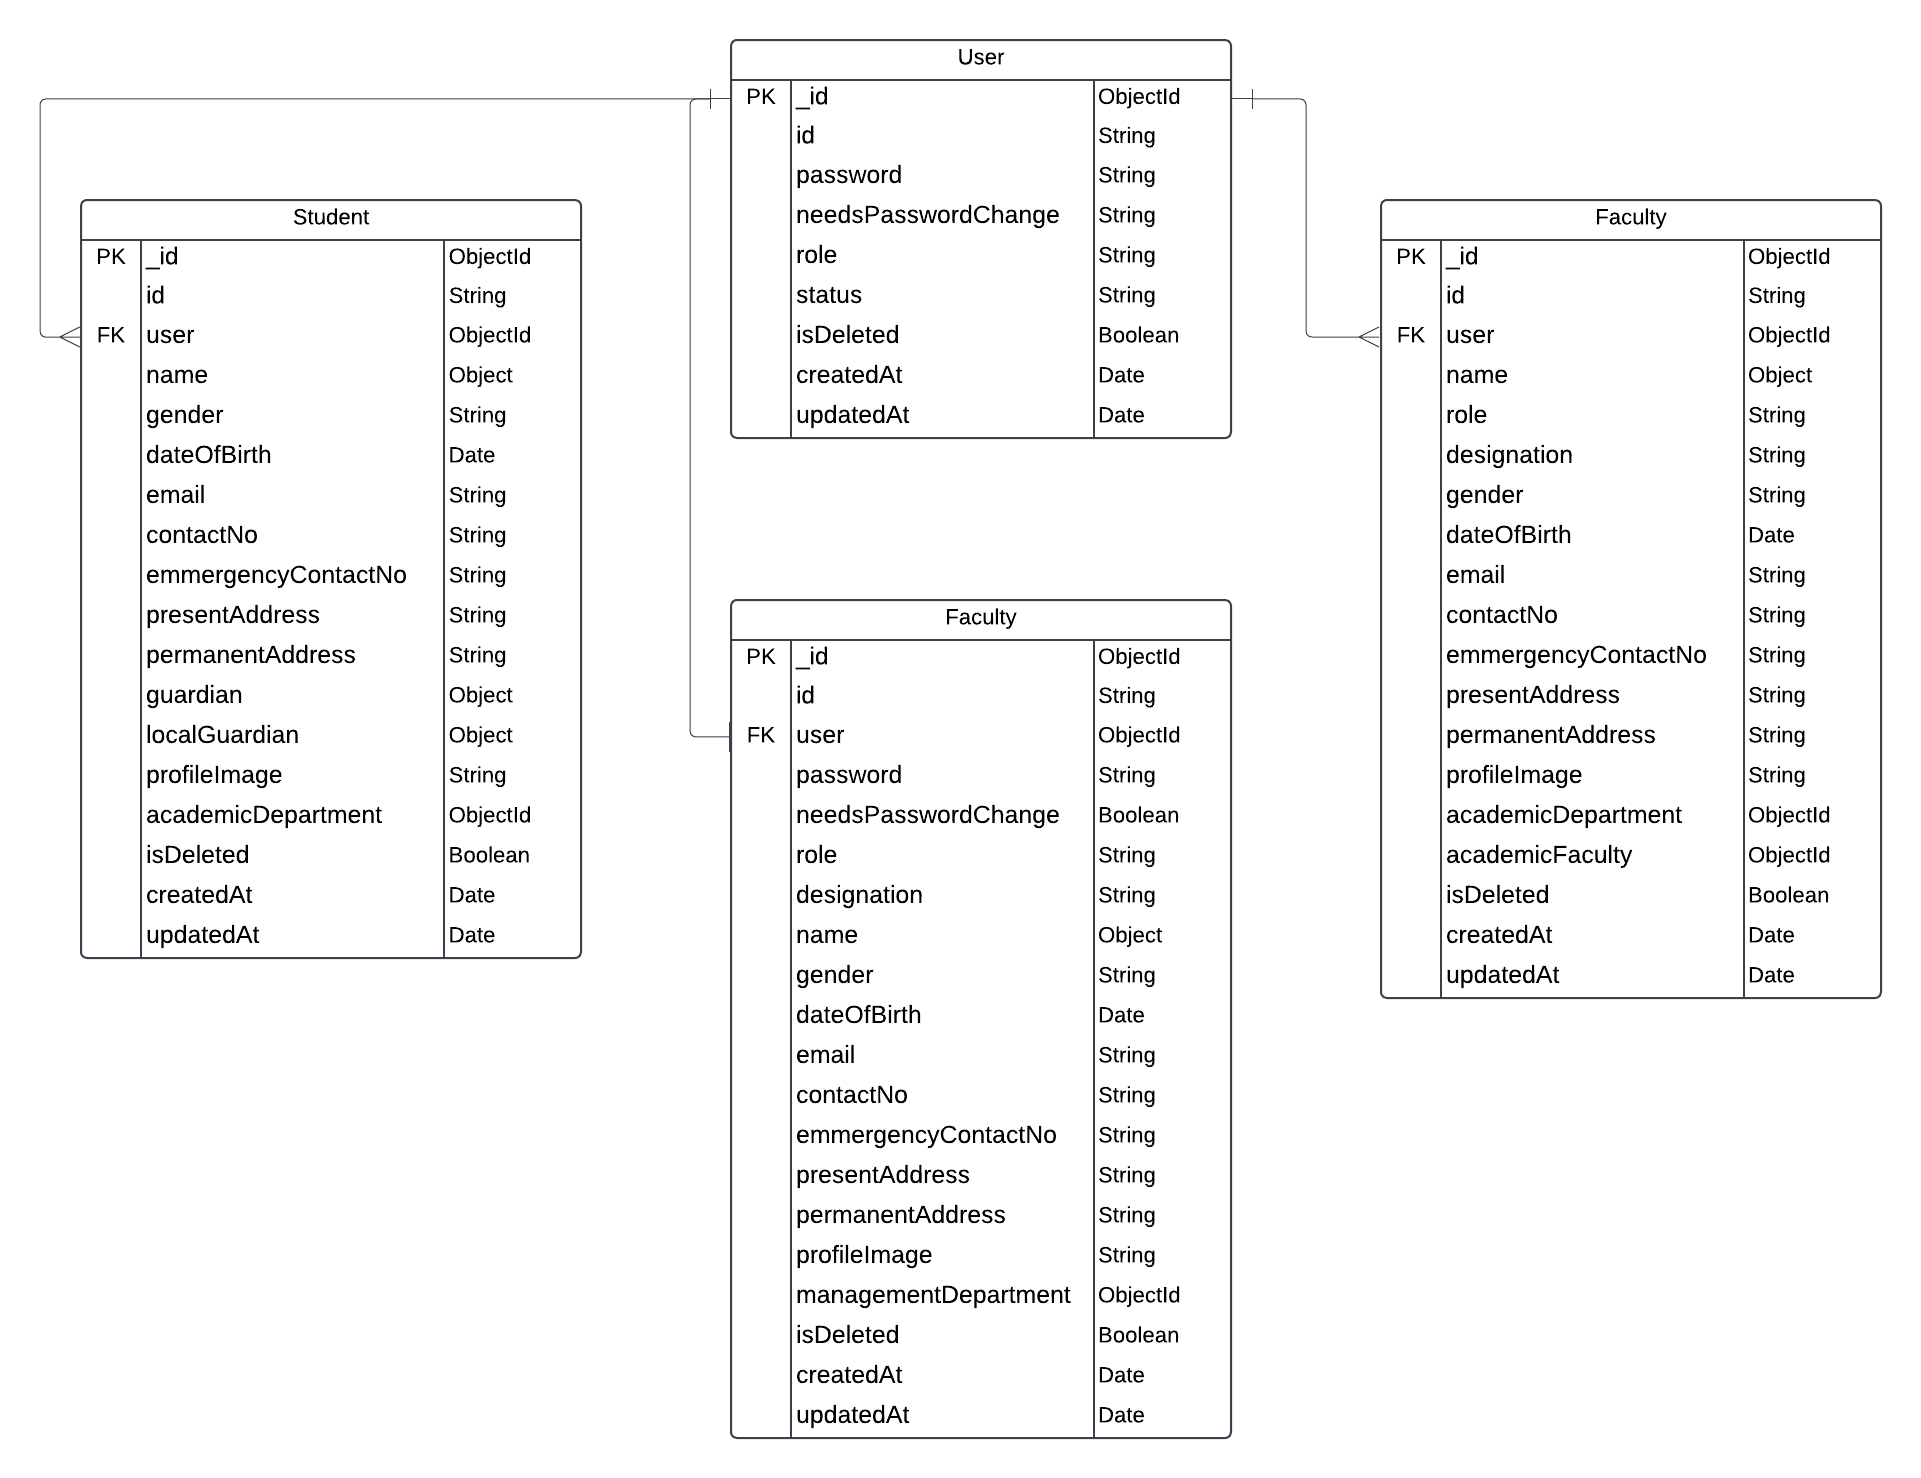 User
PK _id ObjectId
id String
password String
needsPasswordChange String
role String
status String
isDeleted Boolean
createdAt Date
updatedAt Date
Student
PK _id ObjectId
id String
FK user ObjectId
name Object
gender String
dateOfBirth Date
email String
contactNo String
emmergencyContactNo String
presentAddress String
permanentAddress String
guardian Object
localGuardian Object
profileImage String
academicDepartment ObjectId
isDeleted Boolean
createdAt Date
updatedAt Date
Faculty
PK _id ObjectId
id String
FK user ObjectId
password String
needsPasswordChange Boolean
role String
designation String
name Object
gender String
dateOfBirth Date
email String
contactNo String
emmergencyContactNo String
presentAddress String
permanentAddress String
profileImage String
managementDepartment ObjectId
isDeleted Boolean
createdAt Date
updatedAt Date
Faculty
PK _id ObjectId
id String
FK user ObjectId
name Object
role String
designation String
gender String
dateOfBirth Date
email String
contactNo String
emmergencyContactNo String
presentAddress String
permanentAddress String
profileImage String
academicDepartment ObjectId
academicFaculty ObjectId
isDeleted Boolean
createdAt Date
updatedAt Date